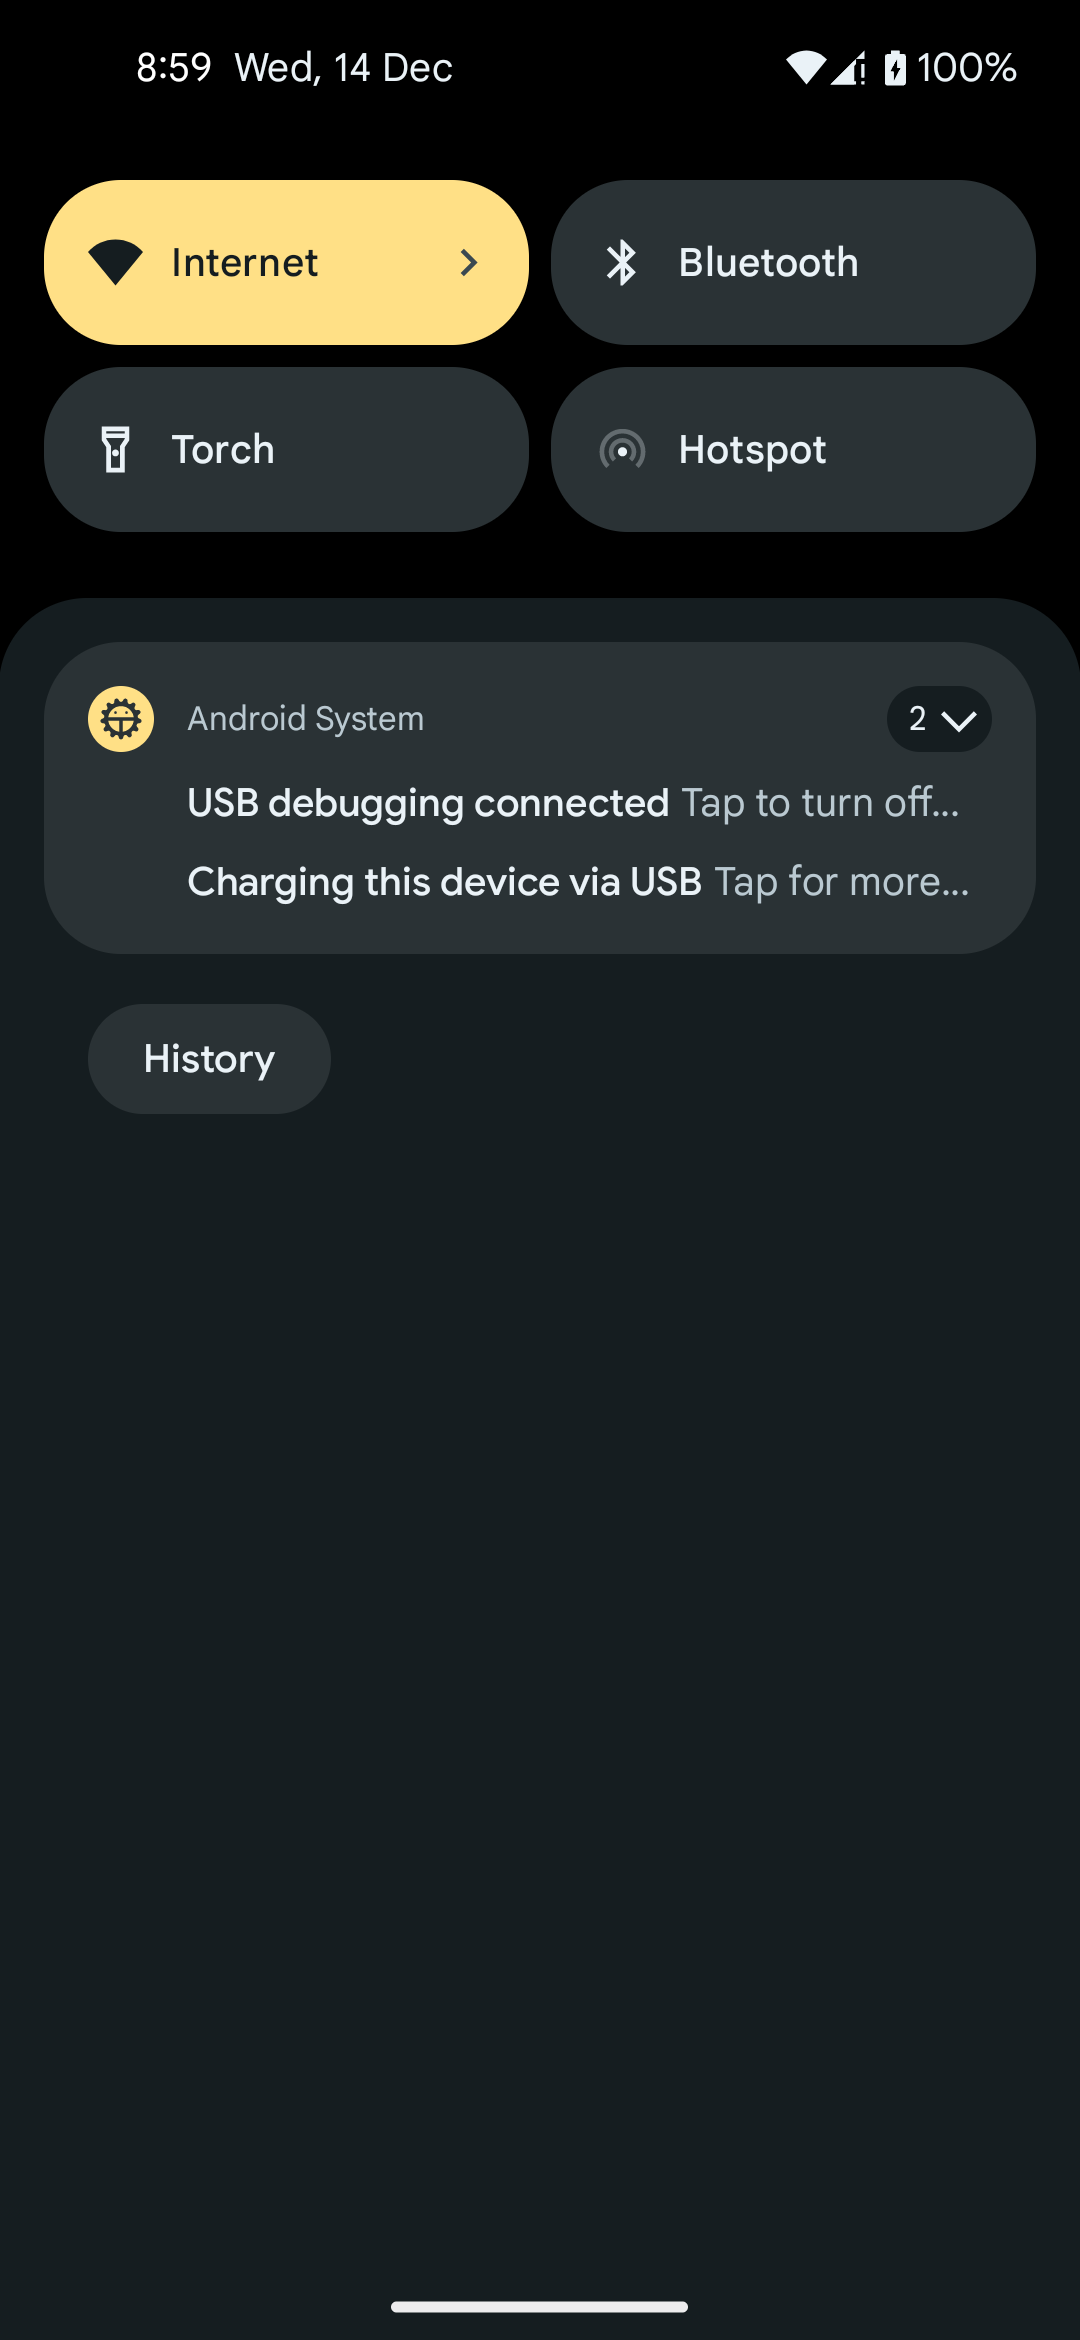 8:59 Wed, 14 Dec 100%
Internet Bluetooth
Torch Hotspot
Android System 2
USB debugging connected Tap to turn off...
Charging this device via USB Tap for more...
History